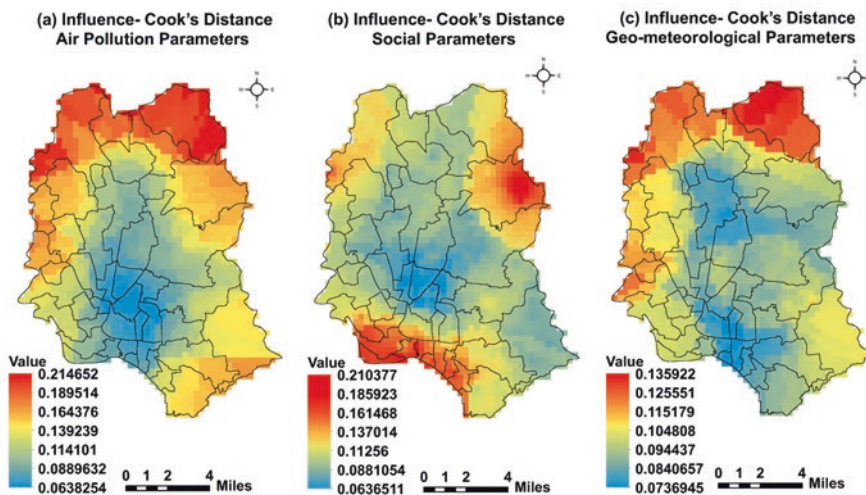 (a) Influence- Cook's Distance
Air Pollution Parameters
N
W E
S
Value
0.214652
0.189514
0.164376
0.139239
0.114101
0.0889632
0.0638254
0 1 2 4
Miles
(b) Influence- Cook's Distance
Social Parameters
N
W E
S
Value
0.210377
0.185923
0.161468
0.137014
0.11256
0.0881054
0.0636511
0 1 2 4
Miles
(c) Influence- Cook's Distance
Geo-meteorological Parameters
N
W E
S
Value
0.135922
0.125551
0.115179
0.104808
0.094437
0.0840657
0.0736945
0 1 2 4
Miles